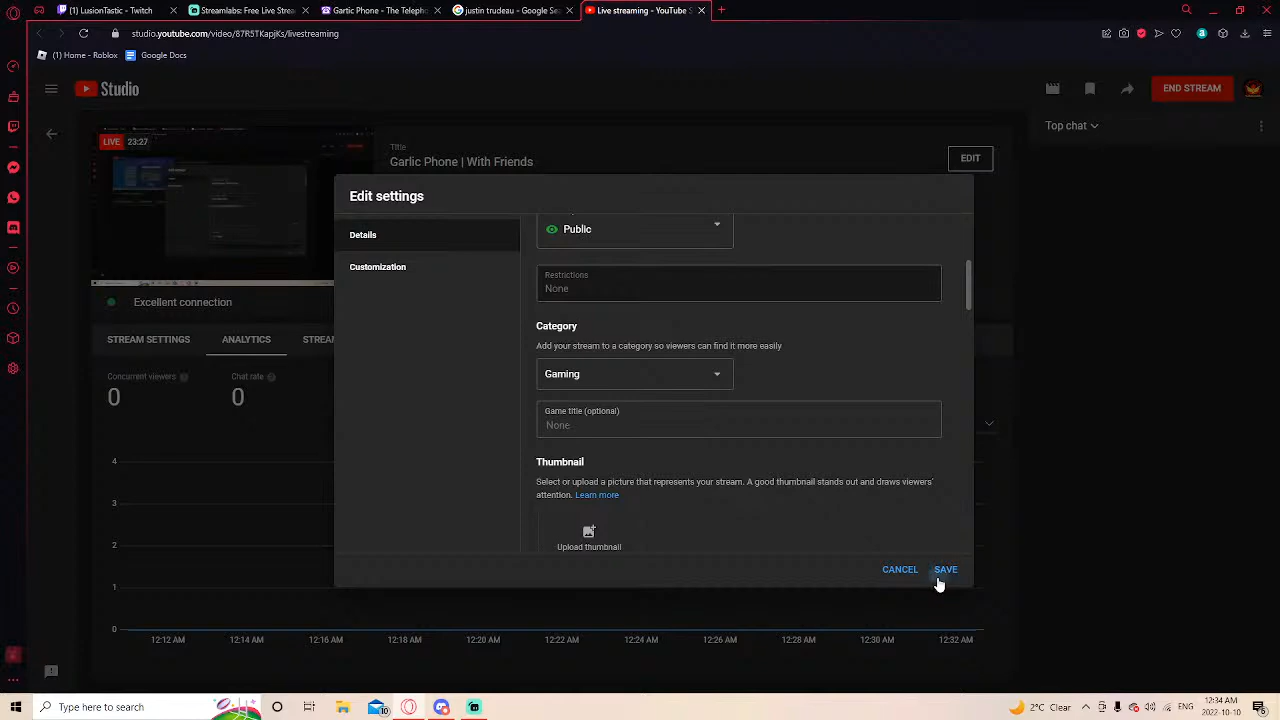 LusionTastic - Twitch
Streamlabs: Free Live Strea
Garlic Phone - The Telepho
justin trudeau - Google Se
Live streaming - YouTube S
studio.youtube.com/video/87R5TKapjKs/livestreaming
(1) Home - Roblox
Google Docs
Studio
END STREAM
LIVE 23:27
Title
Garlic Phone | With Friends
EDIT
Top chat
Edit settings
Details
Customization
Public
Restrictions
None
Category
Add your stream to a category so viewers can find it more easily
Gaming
Game title (optional)
None
Thumbnail
Select or upload a picture that represents your stream. A good thumbnail stands out and draws viewers'
attention. Learn more
Upload thumbnail
CANCEL
SAVE
Excellent connection
STREAM SETTINGS
ANALYTICS
STREA
Concurrent viewers
0
Chat rate
0
4
3
2
1
0
12:12 AM
12:14 AM
12:16 AM
12:18 AM
12:20 AM
12:22 AM
12:24 AM
12:26 AM
12:28 AM
12:30 AM
12:32 AM
Type here to search
10
2°C Clear
ENG
12:34 AM
2022-10-10